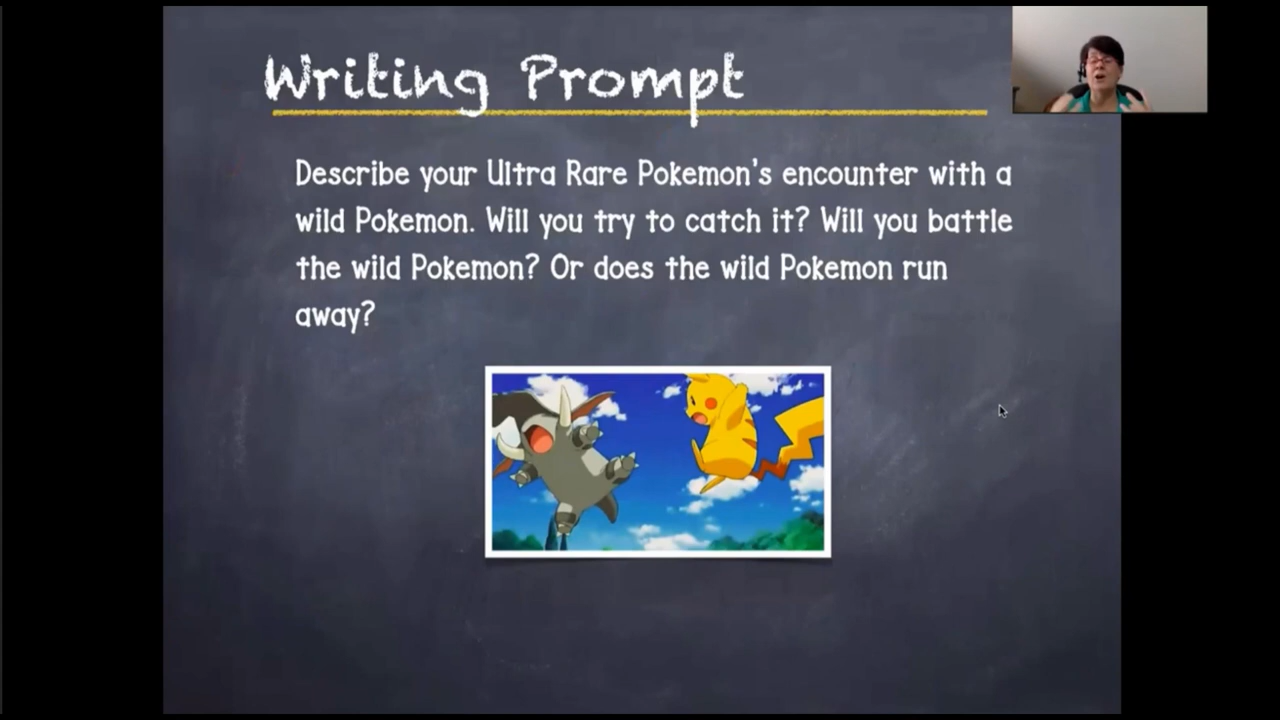 Writing Prompt
Describe your Ultra Rare Pokemon's encounter with a
wild Pokemon. Will you try to catch it? Will you battle
the wild Pokemon? Or does the wild Pokemon run
away?